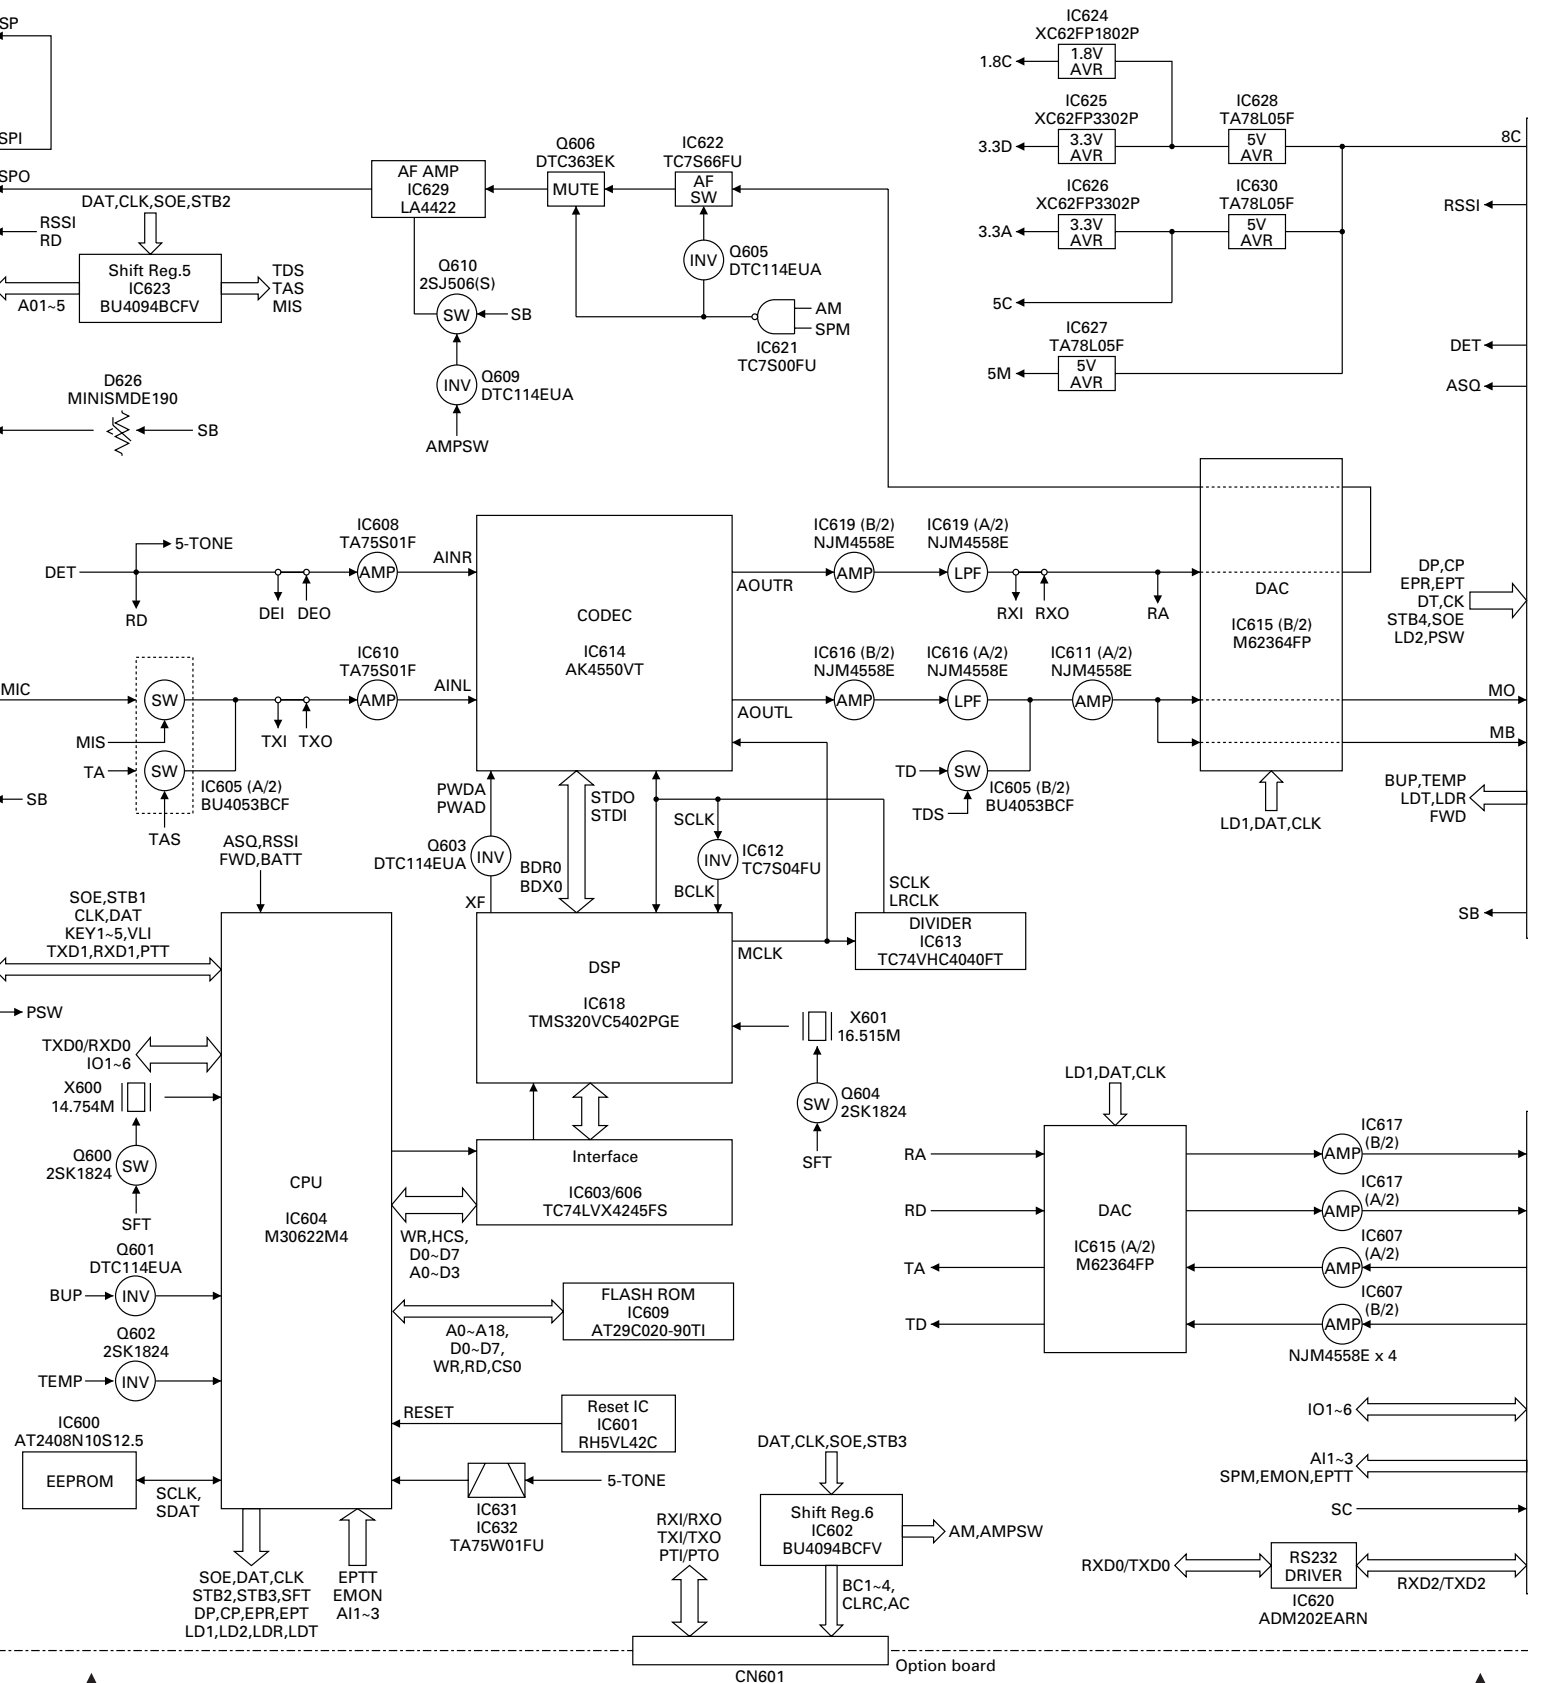 SP
SPI
SPO
RSSI
RD
DAT,CLK,SOE,STB2
Shift Reg.5
IC623
BU4094BCFV
A01~5
TDS
TAS
MIS
D626
MINISMDE190
SB
AF AMP
IC629
LA4422
Q610
2SJ506(S)
SW
SB
INV
Q609
DTC114EUA
AMPSW
Q606
DTC363EK
MUTE
IC622
TC7S66FU
AF
SW
INV
Q605
DTC114EUA
AM
SPM
IC621
TC7S00FU
IC624
XC62FP1802P
1.8C
1.8V
AVR
IC625
XC62FP3302P
3.3D
3.3V
AVR
IC628
TA78L05F
5V
AVR
8C
IC626
XC62FP3302P
3.3A
3.3V
AVR
IC630
TA78L05F
5V
AVR
RSSI
5C
IC627
TA78L05F
5M
5V
AVR
DET
ASQ
DET
5-TONE
RD
DEI
DEO
IC608
TA75S01F
AMP
AINR
CODEC
IC614
AK4550VT
AOUTR
IC619 (B/2)
NJM4558E
AMP
IC619 (A/2)
NJM4558E
LPF
RXI
RXO
RA
DAC
IC615 (B/2)
M62364FP
DP,CP
EPR,EPT
DT,CK
STB4,SOE
LD2,PSW
MIC
SW
MIS
TA
SW
IC605 (A/2)
BU4053BCF
TAS
TXI
TXO
IC610
TA75S01F
AMP
AINL
AOUTL
IC616 (B/2)
NJM4558E
AMP
IC616 (A/2)
NJM4558E
LPF
IC611 (A/2)
NJM4558E
AMP
TD
SW
IC605 (B/2)
BU4053BCF
TDS
MO
MB
LD1,DAT,CLK
BUP,TEMP
LDT,LDR
FWD
SB
SB
PWDA
PWAD
STDO
STDI
Q603
DTC114EUA
INV
XF
BDR0
BDX0
SCLK
INV
IC612
TC7S04FU
BCLK
SCLK
LRCLK
DIVIDER
IC613
TC74VHC4040FT
MCLK
DSP
IC618
TMS320VC5402PGE
X601
16.515M
SW
Q604
2SK1824
SFT
ASQ,RSSI
FWD,BATT
SOE,STB1
CLK,DAT
KEY1~5,VLI
TXD1,RXD1,PTT
PSW
TXD0/RXD0
IO1~6
X600
14.754M
Q600
2SK1824
SW
SFT
Q601
DTC114EUA
BUP
INV
Q602
2SK1824
TEMP
INV
IC600
AT2408N10S12.5
EEPROM
SCLK,
SDAT
CPU
IC604
M30622M4
Interface
IC603/606
TC74LVX4245FS
WR,HCS,
D0~D7
A0~D3
FLASH ROM
IC609
AT29C020-90TI
A0~A18,
D0~D7,
WR,RD,CS0
RESET
Reset IC
IC601
RH5VL42C
5-TONE
IC631
IC632
TA75W01FU
SOE,DAT,CLK
STB2,STB3,SFT
DP,CP,EPR,EPT
LD1,LD2,LDR,LDT
EPTT
EMON
AI1~3
LD1,DAT,CLK
RA
RD
TA
TD
DAC
IC615 (A/2)
M62364FP
AMP
IC617
(B/2)
AMP
IC617
(A/2)
AMP
IC607
(A/2)
AMP
IC607
(B/2)
NJM4558E x 4
IO1~6
AI1~3
SPM,EMON,EPTT
SC
RXD0/TXD0
RS232
DRIVER
IC620
ADM202EARN
RXD2/TXD2
DAT,CLK,SOE,STB3
Shift Reg.6
IC602
BU4094BCFV
AM,AMPSW
BC1~4,
CLRC,AC
RXI/RXO
TXI/TXO
PTI/PTO
CN601
Option board